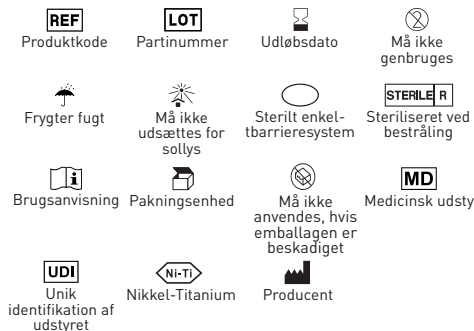 REF
Produktkode
LOT
Partinummer
Udløbsdato
2
Må ikke
genbruges
Frygter fugt
Må ikke
udsættes for
sollys
Sterilt enkel-
tbarrieresystem
STERILE R
Steriliseret ved
bestråling
i
Brugsanvisning
Pakningsenhed
Må ikke
anvendes, hvis
emballagen er
beskadiget
MD
Medicinsk udsty
UDI
Unik
identifikation af
udstyret
Ni-Ti
Nikkel-Titanium
Producent